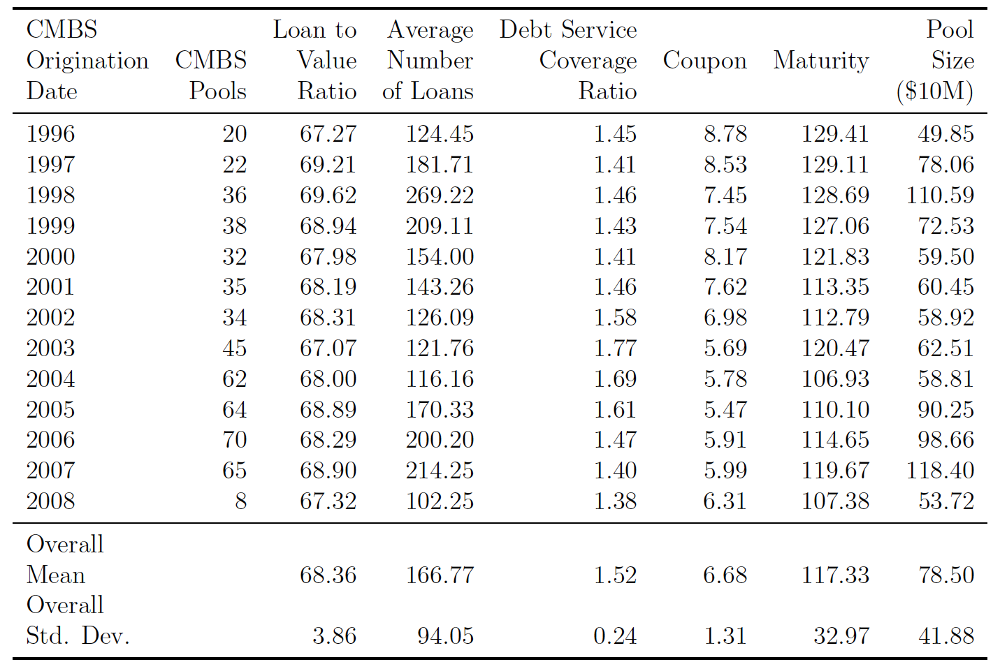 CMBS Loan to Average Debt Service Pool
Origination CMBS Value Number Coverage Coupon Maturity Size
Date Pools Ratio of Loans Ratio ($10M)
1996 20 67.27 124.45 1.45 8.78 129.41 49.85
1997 22 69.21 181.71 1.41 8.53 129.11 78.06
1998 36 69.62 269.22 1.46 7.45 128.69 110.59
1999 38 68.94 209.11 1.43 7.54 127.06 72.53
2000 32 67.98 154.00 1.41 8.17 121.83 59.50
2001 35 68.19 143.26 1.46 7.62 113.35 60.45
2002 34 68.31 126.09 1.58 6.98 112.79 58.92
2003 45 67.07 121.76 1.77 5.69 120.47 62.51
2004 62 68.00 116.16 1.69 5.78 106.93 58.81
2005 64 68.89 170.33 1.61 5.47 110.10 90.25
2006 70 68.29 200.20 1.47 5.91 114.65 98.66
2007 65 68.90 214.25 1.40 5.99 119.67 118.40
2008 8 67.32 102.25 1.38 6.31 107.38 53.72
Overall
Mean 68.36 166.77 1.52 6.68 117.33 78.50
Overall
Std. Dev. 3.86 94.05 0.24 1.31 32.97 41.88